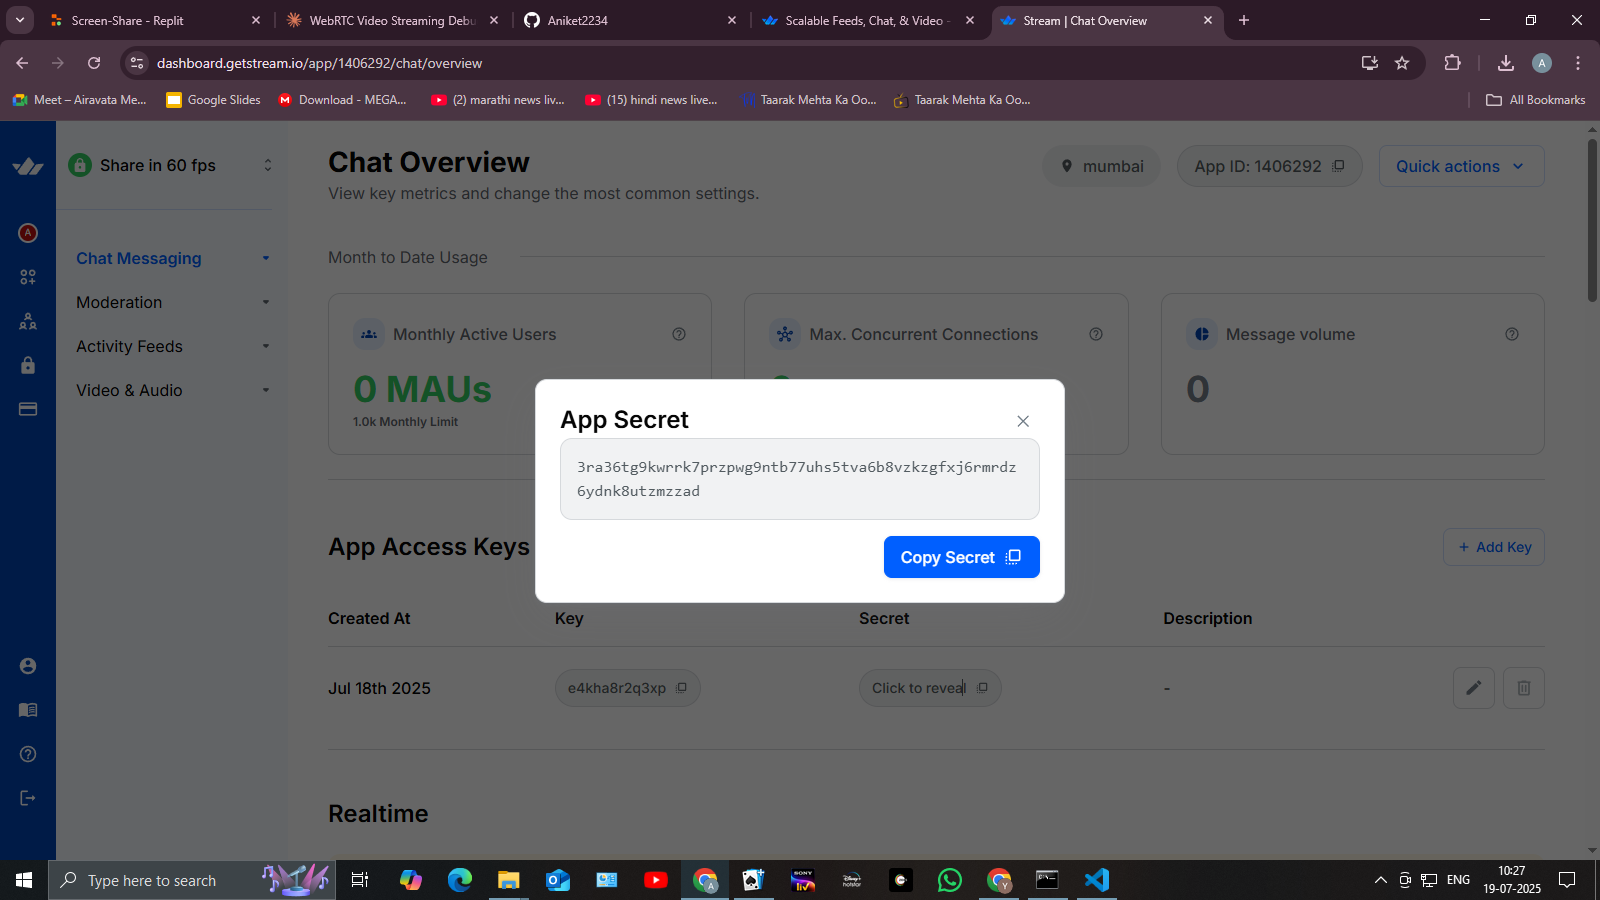 Screen-Share - Replit
WebRTC Video Streaming Debu
Aniket2234
Scalable Feeds, Chat, & Video -
Stream | Chat Overview
dashboard.getstream.io/app/1406292/chat/overview
A
Meet – Airavata Me...
Google Slides
Download - MEGA...
(2) marathi news liv...
(15) hindi news live...
Taarak Mehta Ka Oo...
Taarak Mehta Ka Oo...
All Bookmarks
Share in 60 fps
A
Chat Messaging
Moderation
Activity Feeds
Video & Audio
Chat Overview
View key metrics and change the most common settings.
mumbai
App ID: 1406292
Quick actions
Month to Date Usage
Monthly Active Users
0 MAUs
1.0k Monthly Limit
Max. Concurrent Connections
Message volume
0
App Secret
3ra36tg9kwrrk7przpwg9ntb77uhs5tva6b8vzkzgfxj6rmrdz
6ydnk8utzmzzad
Copy Secret
App Access Keys
+ Add Key
Created At
Key
Secret
Description
Jul 18th 2025
e4kha8r2q3xp
Click to reveal
-
Realtime
Type here to search
ENG
10:27
19-07-2025